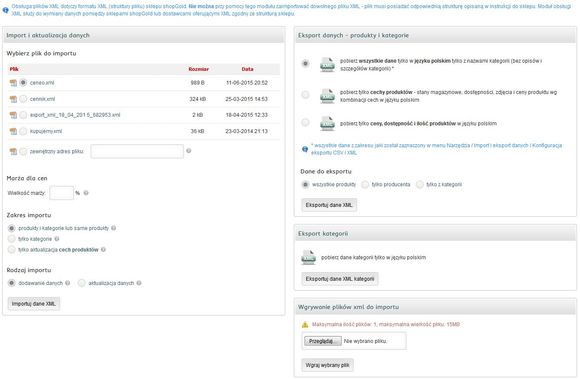 Obsługa plików XML dotyczy formatu XML (struktury pliku) sklepu shopGold. Nie można przy pomocy tego modułu zaimportować dowolnego pliku XML - plik musi posiadać odpowiednią strukturę opisaną w instrukcji do sklepu. Moduł obsługi
XML służy do wymiany danych pomiędzy sklepami shopGold lub dostawcami oferującymi XML zgodny ze strukturą sklepu.
Import i aktualizacja danych
Wybierz plik do importu
Plik Rozmiar Data
ceneo.xml 989 B 11-06-2015 20:52
cennik.xml 324 kB 25-03-2015 14:53
export_xml_18_04_2015_682953.xml 2 kB 18-04-2015 12:33
kupujemy.xml 36 kB 23-03-2014 21:13
zewnętrzny adres pliku:
Marża dla cen
Wielkość marży: %
Zakres importu
produkty i kategorie lub same produkty
tylko kategorie
tylko aktualizacja cech produktów
Rodzaj importu
dodawanie danych aktualizacja danych
Importuj dane XML
Eksport danych - produkty i kategorie
pobierz wszystkie dane tylko w języku polskim tylko z nazwami kategorii (bez opisów i
szczegółów kategorii) *
pobierz tylko cechy produktów - stany magazynowe, dostępności, zdjęcia i ceny produktu wg
kombinacji cech w języku polskim
pobierz tylko ceny, dostępność i ilość produktów w języku polskim
* wszystkie dane z zakresu jaki został zaznaczony w menu Narzędzia / Import i eksport danych / Konfiguracja
eksportu CSV i XML
Dane do eksportu
wszystkie produkty tylko producenta tylko z kategorii
Eksportuj dane XML
Eksport kategorii
pobierz dane kategorii tylko w języku polskim
Eksportuj dane XML kategorii
Wgrywanie plików xml do importu
Maksymalna ilość plików: 1, maksymalna wielkość pliku: 15MB
Przeglądaj... Nie wybrano pliku.
Wgraj wybrany plik